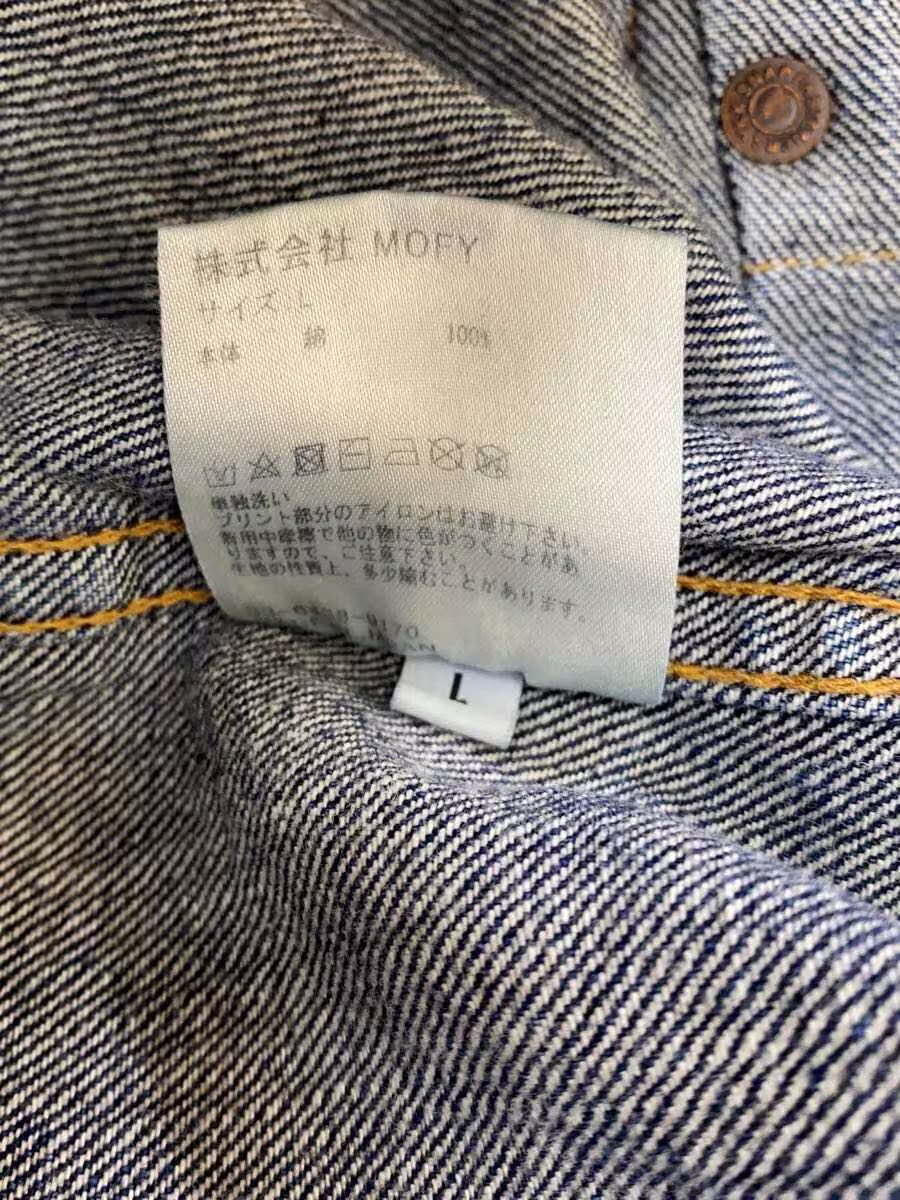 株式会社 MOFY
サイズ L
本体 綿 100%
単独洗い
プリント部分のアイロンはお避け下さい。
着用中摩擦で他の物に色がつくことがあ
りますので、ご注意下さい。
生地の性質上、多少縮むことがあります。
L